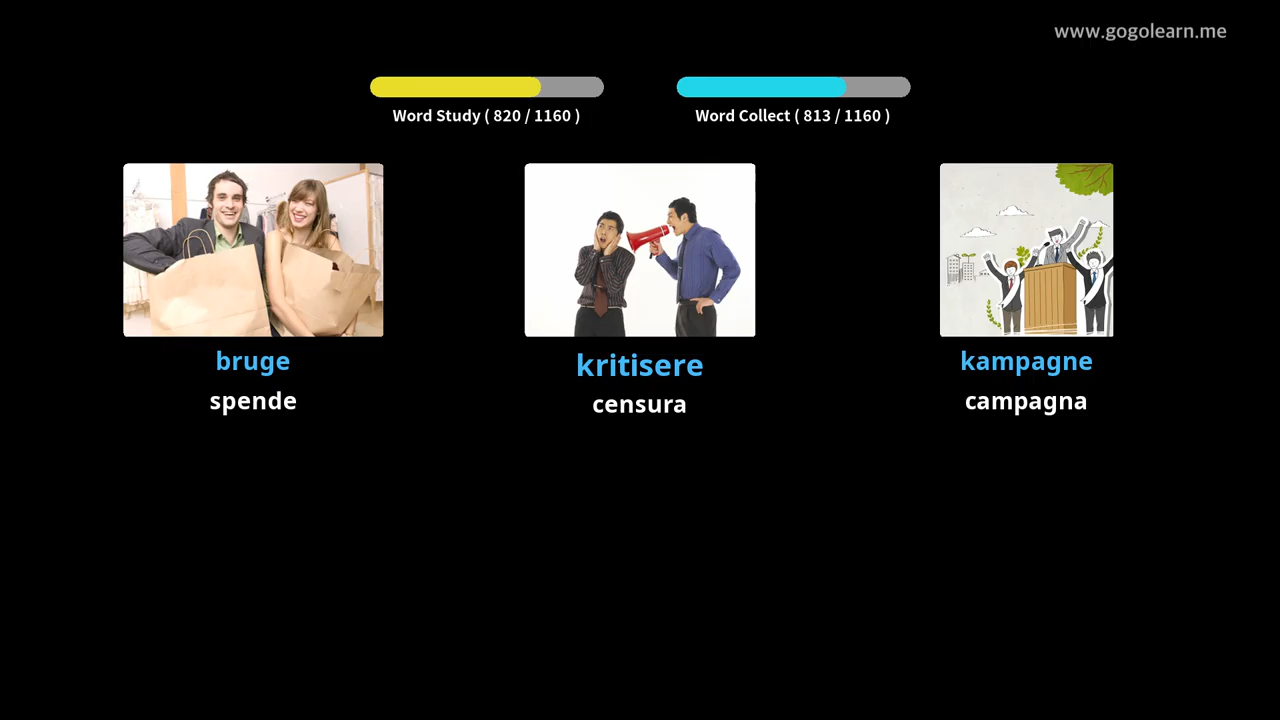 www.gogolearn.me
Word Study ( 820 / 1160 )
Word Collect ( 813 / 1160 )
bruge
spende
kritisere
censura
kampagne
campagna